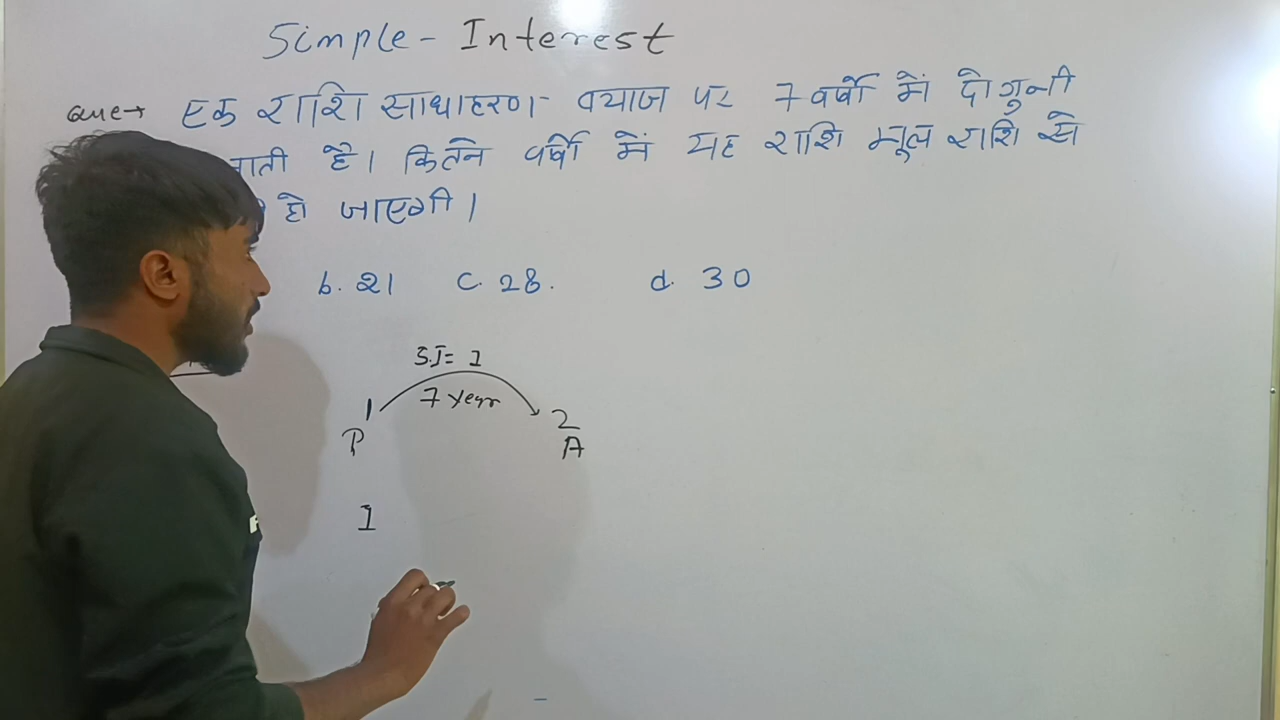 Simple - Interest
Que→ एक राशि साधाहरण ब्याज पर 7 वर्षो में दोगुनी
जाती है। कितने वर्षो में यह राशि मूल राशि से
हो जाएगी।
b. 21 c. 28. d. 30
S.I = 1
7 year
1 2
P A
1